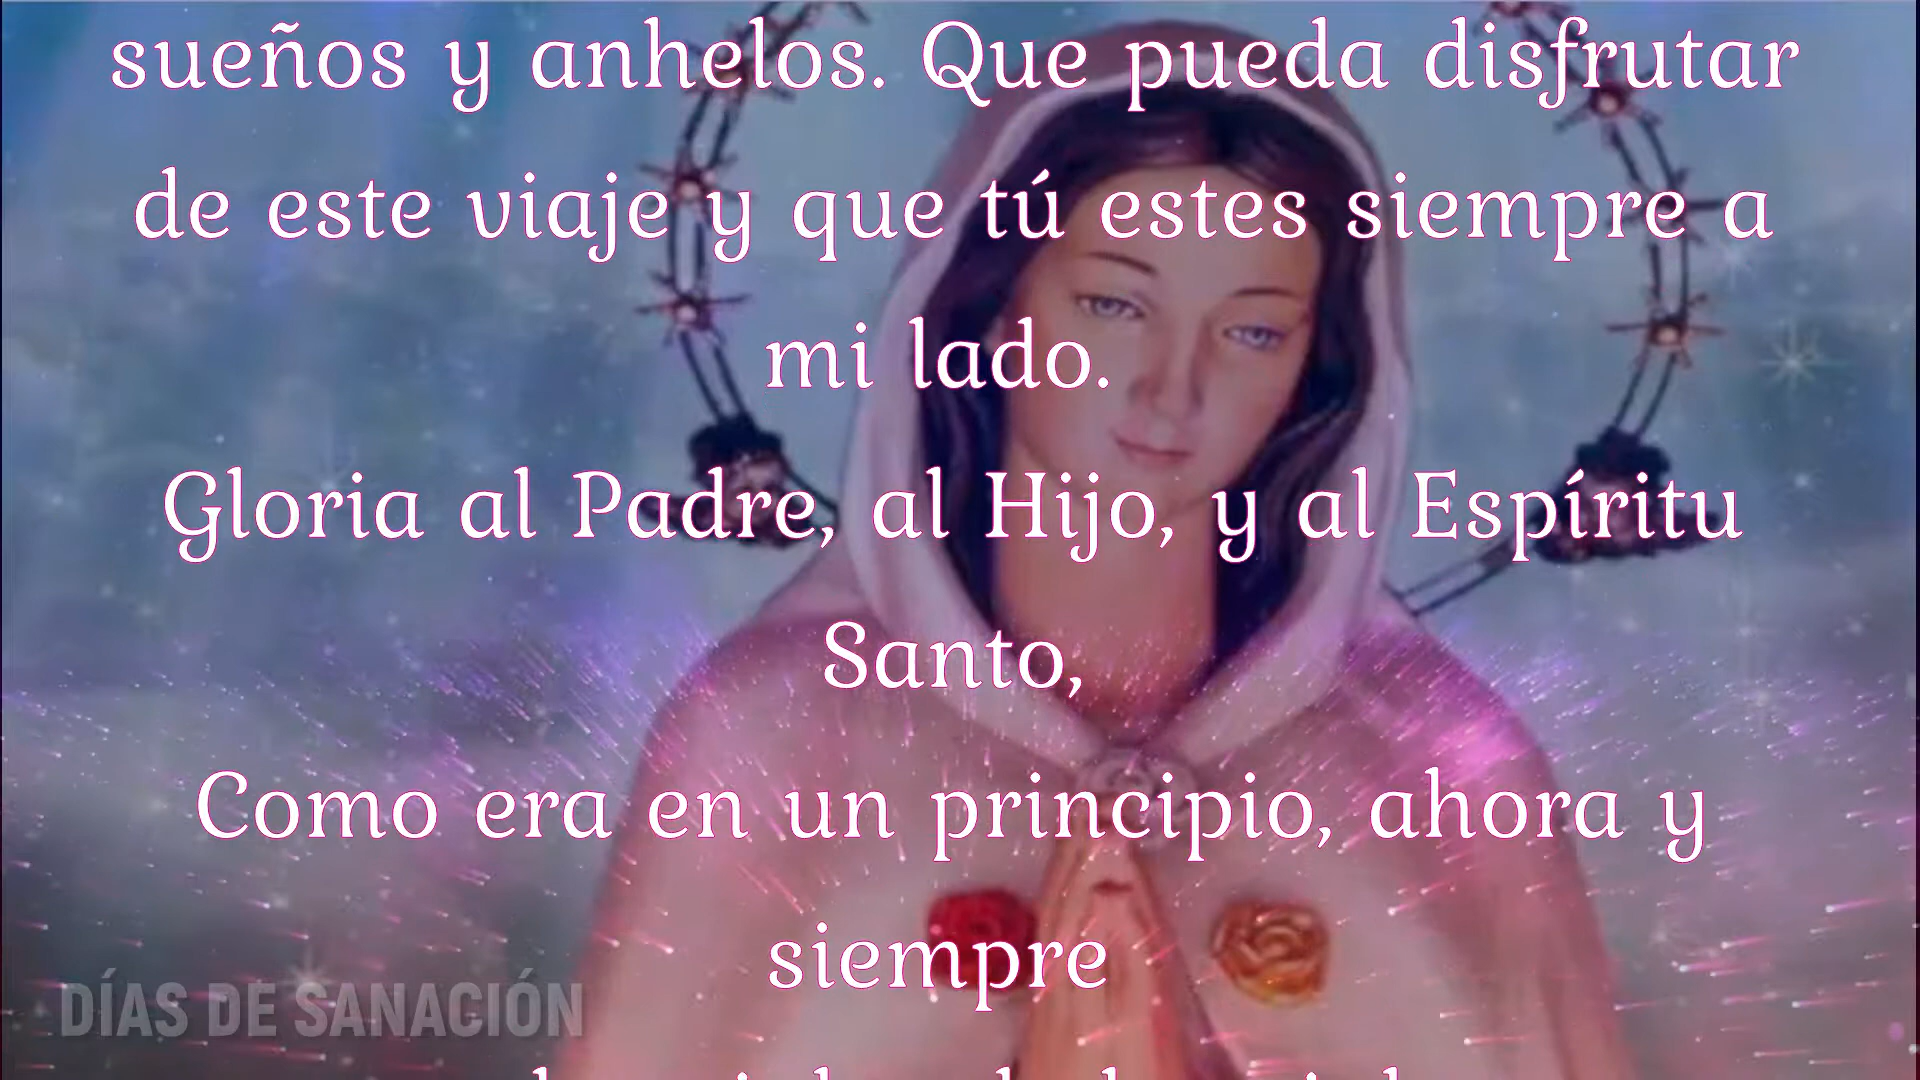 sueños y anhelos. Que pueda disfrutar
de este viaje y que tú estes siempre a
mi lado.
Gloria al Padre, al Hijo, y al Espíritu
Santo,
Como era en un principio, ahora y
siempre
DÍAS DE SANACIÓN